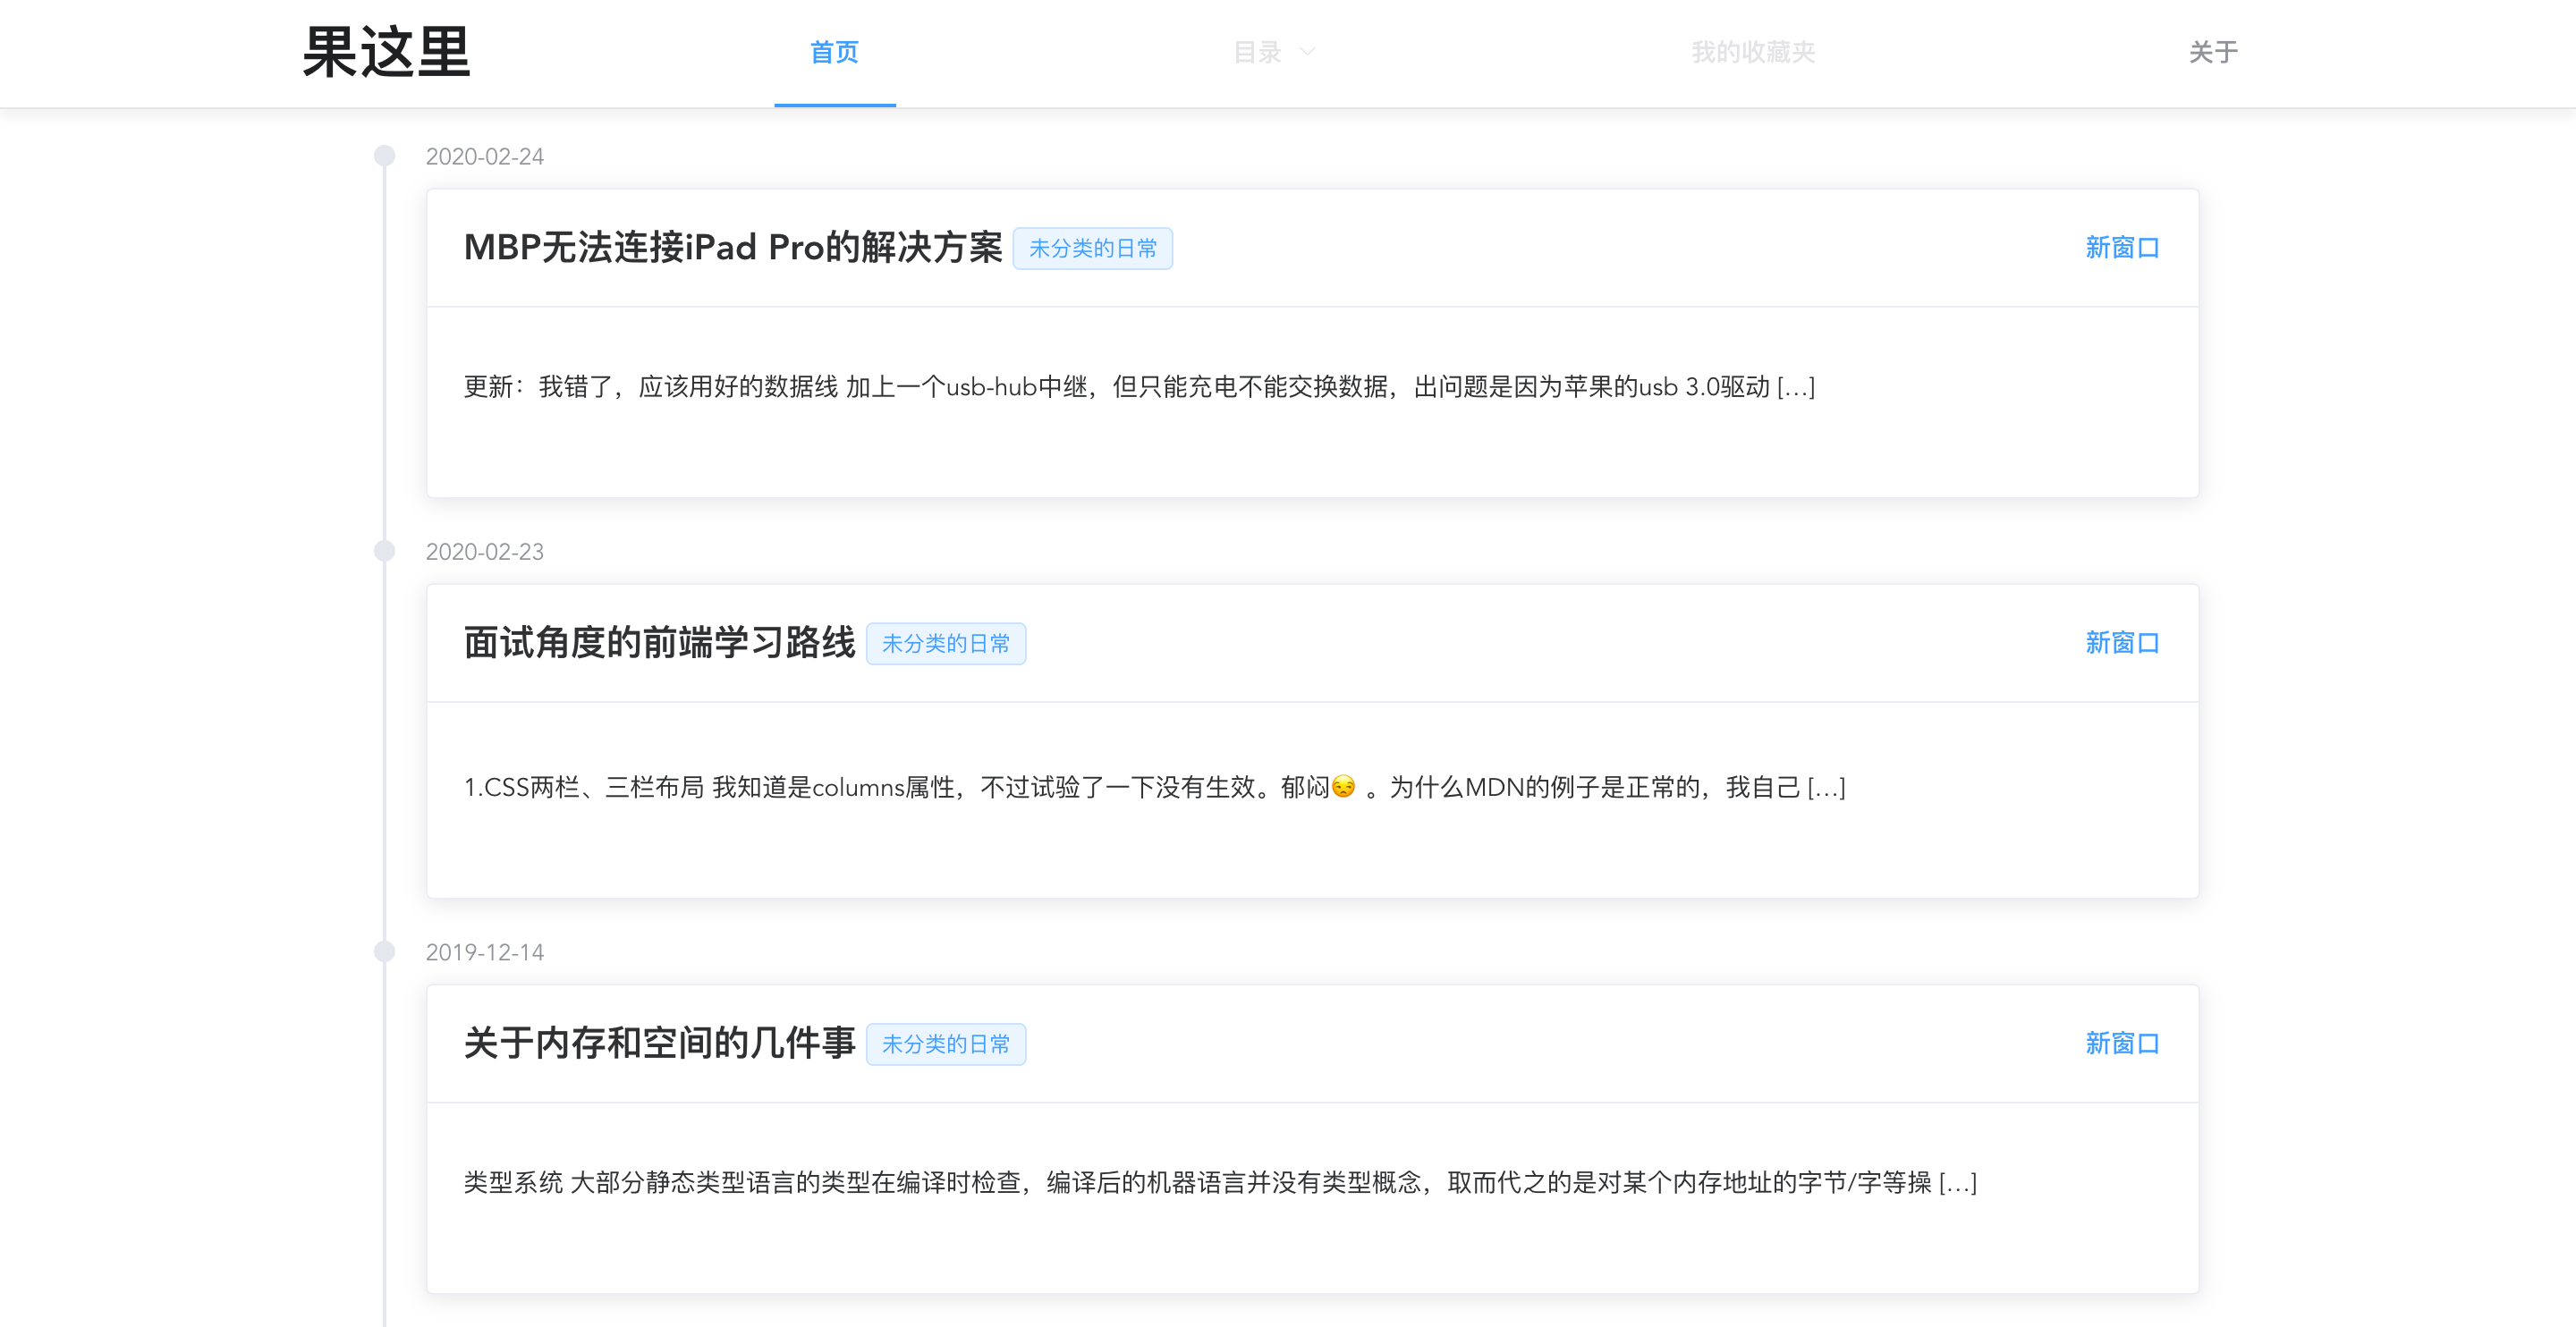 果这里 首页 目录 我的收藏夹 关于
2020-02-24
MBP无法连接iPad Pro的解决方案 未分类的日常 新窗口
更新：我错了，应该用好的数据线 加上一个usb-hub中继，但只能充电不能交换数据，出问题是因为苹果的usb 3.0驱动 […]
2020-02-23
面试角度的前端学习路线 未分类的日常 新窗口
1.CSS两栏、三栏布局 我知道是columns属性，不过试验了一下没有生效。郁闷😒 。为什么MDN的例子是正常的，我自己 […]
2019-12-14
关于内存和空间的几件事 未分类的日常 新窗口
类型系统 大部分静态类型语言的类型在编译时检查，编译后的机器语言并没有类型概念，取而代之的是对某个内存地址的字节/字等操 […]